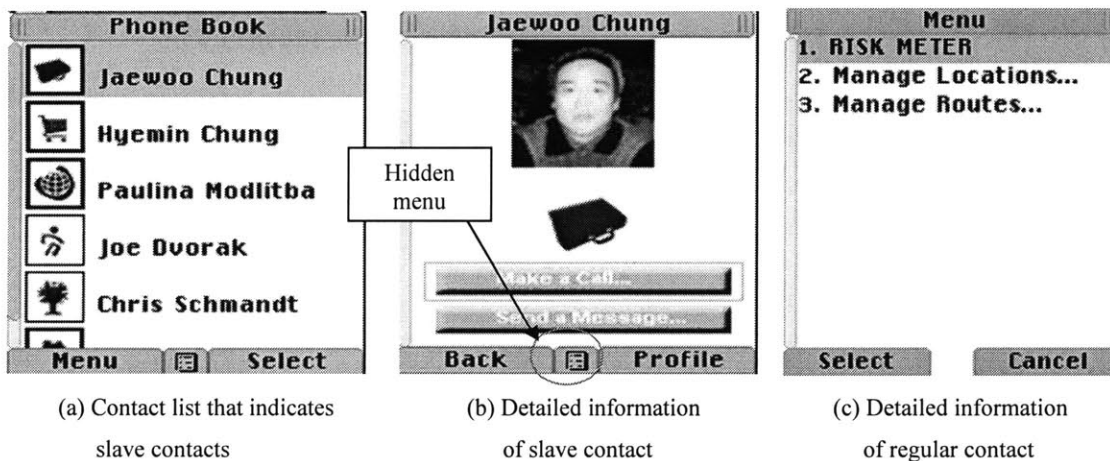 Phone Book
Jaewoo Chung
Hyemin Chung
Paulina Modlitba
Joe Dvorak
Chris Schmandt
Menu
Select
Jaewoo Chung
Hidden
menu
Make a Call...
Send a Message...
Back
Profile
Menu
1. RISK METER
2. Manage Locations...
3. Manage Routes...
Select
Cancel
(a) Contact list that indicates
slave contacts
(b) Detailed information
of slave contact
(c) Detailed information
of regular contact